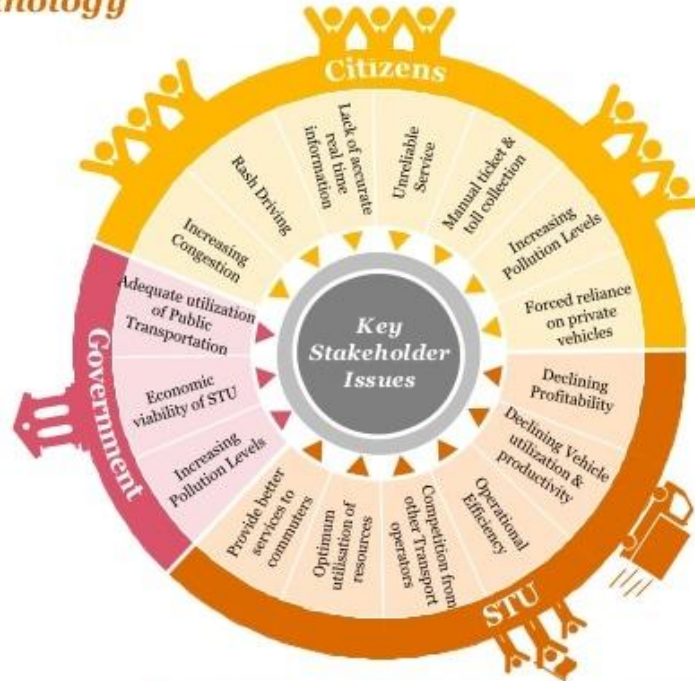 Citizens
Increasing
Congestion
Rash Driving
Lack of accurate
real time
information
Unreliable
Service
Manual ticket &
toll collection
Increasing
Pollution Levels
Forced reliance
on private
vehicles
Key
Stakeholder
Issues
Government
Adequate utilization
of Public
Transportation
Economic
viability of STU
Increasing
Pollution Levels
STU
Declining
Profitability
Declining Vehicle
utilization &
productivity
Operational
Efficiency
Competition from
other Transport
operators
Optimum
utilisation of
resources
Provide better
services to
commuters